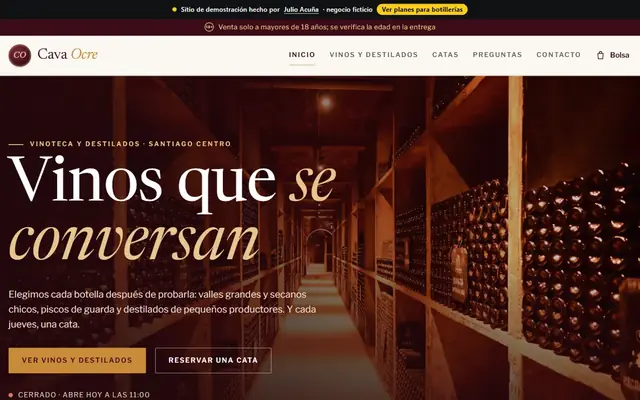 Sitio de demostración hecho por Julio Acuña · negocio ficticio Ver planes para botillerías
Venta solo a mayores de 18 años; se verifica la edad en la entrega
CO Cava Ocre INICIO VINOS Y DESTILADOS CATAS PREGUNTAS CONTACTO Bolsa
VINOTECA Y DESTILADOS · SANTIAGO CENTRO
Vinos que se
conversan
Elegimos cada botella después de probarla: valles grandes y secanos
chicos, piscos de guarda y destilados de pequeños productores. Y cada
jueves, una cata.
VER VINOS Y DESTILADOS RESERVAR UNA CATA
CERRADO · ABRE HOY A LAS 11:00